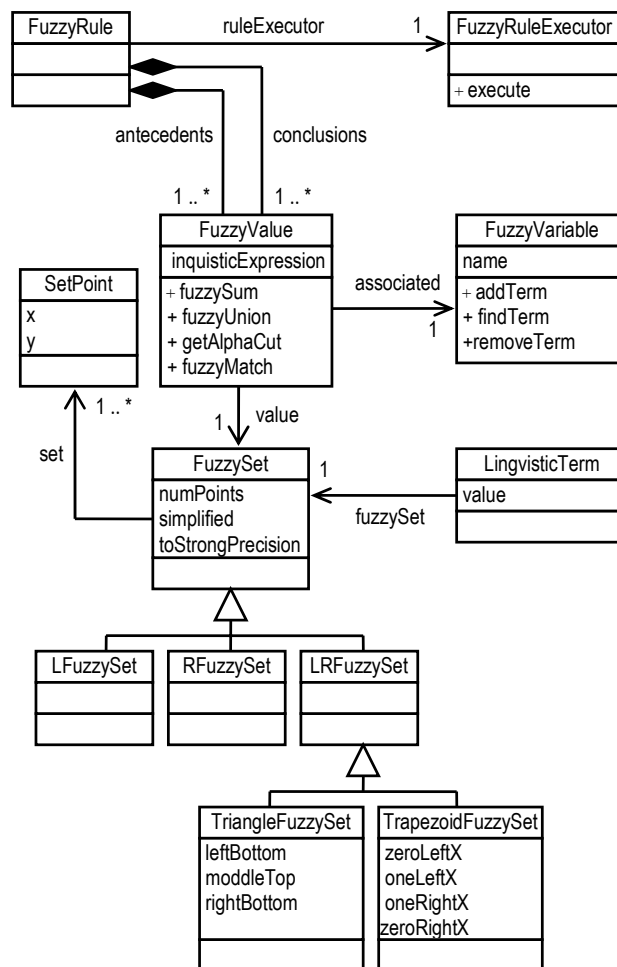 FuzzyRule
ruleExecutor
1
FuzzyRuleExecutor
+ execute
antecedents
conclusions
1 .. *
1 .. *
FuzzyValue
inquisticExpression
+ fuzzySum
+ fuzzyUnion
+ getAlphaCut
+ fuzzyMatch
associated
1
FuzzyVariable
name
+ addTerm
+ findTerm
+removeTerm
SetPoint
x
y
1 .. *
set
1
value
FuzzySet
numPoints
simplified
toStrongPrecision
1
fuzzySet
LingvisticTerm
value
LFuzzySet
RFuzzySet
LRFuzzySet
TriangleFuzzySet
leftBottom
moddleTop
rightBottom
TrapezoidFuzzySet
zeroLeftX
oneLeftX
oneRightX
zeroRightX